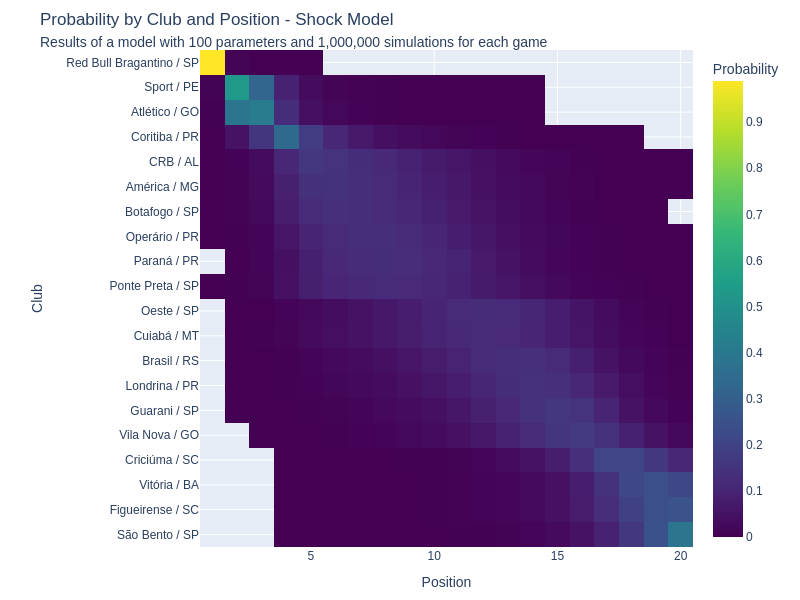 Probability by Club and Position - Shock Model
Results of a model with 100 parameters and 1,000,000 simulations for each game
Probability
Red Bull Bragantino / SP
Sport / PE
Atlético / GO
Coritiba / PR
CRB / AL
América / MG
Botafogo / SP
Operário / PR
Paraná / PR
Ponte Preta / SP
Oeste / SP
Cuiabá / MT
Brasil / RS
Londrina / PR
Guarani / SP
Vila Nova / GO
Criciúma / SC
Vitória / BA
Figueirense / SC
São Bento / SP
Club
5
10
15
20
Position
0.9
0.8
0.7
0.6
0.5
0.4
0.3
0.2
0.1
0